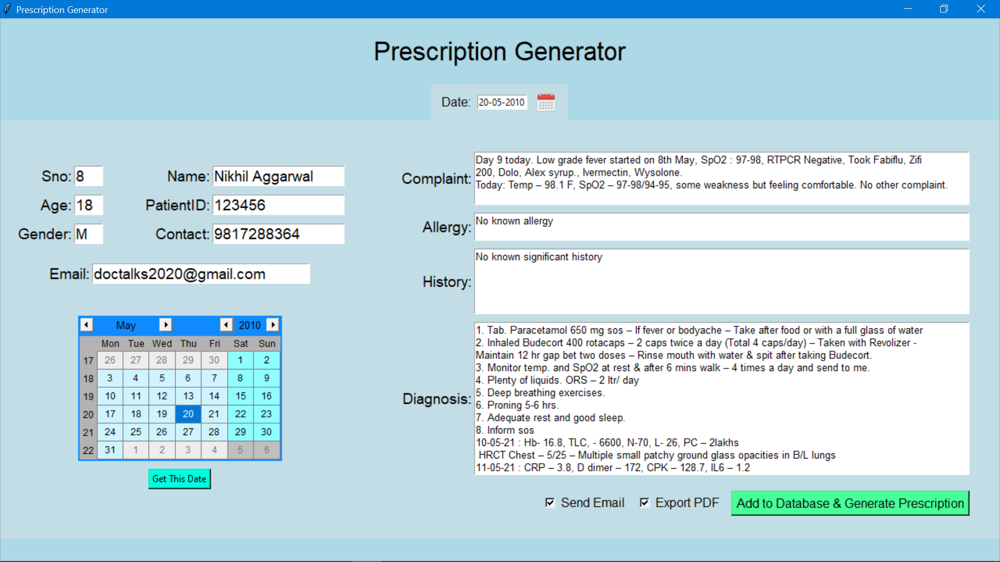 Prescription Generator
Prescription Generator
Date: 20-05-2010
Sno: 8
Name: Nikhil Aggarwal
Age: 18
PatientID: 123456
Gender: M
Contact: 9817288364
Email: doctalks2020@gmail.com
May 2010
Mon Tue Wed Thu Fri Sat Sun
17 26 27 28 29 30 1 2
18 3 4 5 6 7 8 9
19 10 11 12 13 14 15 16
20 17 18 19 20 21 22 23
21 24 25 26 27 28 29 30
22 31 1 2 3 4 5 6
Get This Date
Complaint:
Day 9 today. Low grade fever started on 8th May, SpO2 : 97-98, RTPCR Negative, Took Fabiflu, Zifi
200, Dolo, Alex syrup., Ivermectin, Wysolone.
Today: Temp – 98.1 F, SpO2 – 97-98/94-95, some weakness but feeling comfortable. No other complaint.
Allergy:
No known allergy
History:
No known significant history
Diagnosis:
1. Tab. Paracetamol 650 mg sos – If fever or bodyache – Take after food or with a full glass of water
2. Inhaled Budecort 400 rotacaps – 2 caps twice a day (Total 4 caps/day) – Taken with Revolizer -
Maintain 12 hr gap bet two doses – Rinse mouth with water & spit after taking Budecort.
3. Monitor temp. and SpO2 at rest & after 6 mins walk – 4 times a day and send to me.
4. Plenty of liquids. ORS – 2 ltr/ day
5. Deep breathing exercises.
6. Proning 5-6 hrs.
7. Adequate rest and good sleep.
8. Inform sos
10-05-21 : Hb- 16.8, TLC, - 6600, N-70, L- 26, PC – 2lakhs
HRCT Chest – 5/25 – Multiple small patchy ground glass opacities in B/L lungs
11-05-21 : CRP – 3.8, D dimer – 172, CPK – 128.7, IL6 – 1.2
Send Email
Export PDF
Add to Database & Generate Prescription